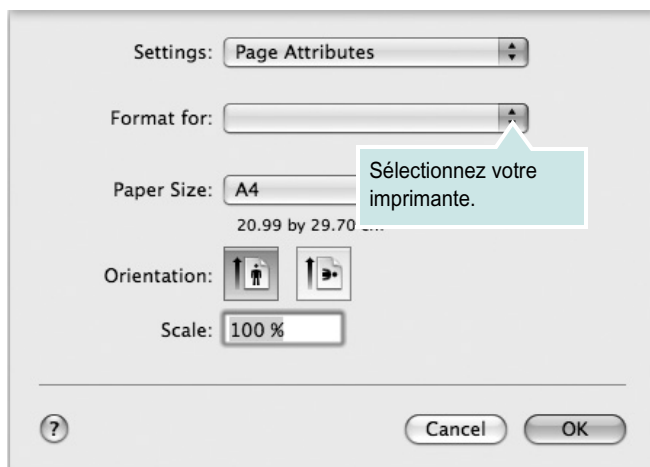 Settings: Page Attributes
Format for:
Sélectionnez votre
imprimante.
Paper Size: A4
20.99 by 29.70
Orientation:
Scale: 100 %
? Cancel OK